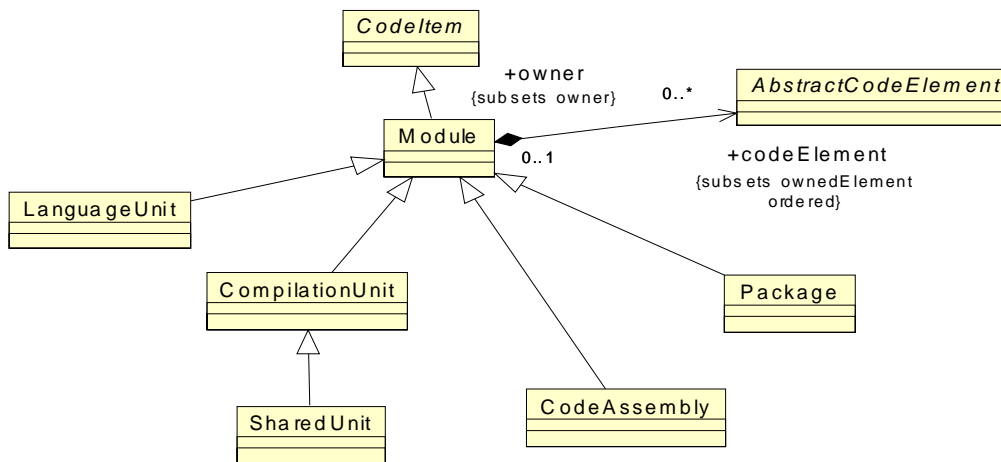 CodeItem
+owner
{subsets owner}
0..*
AbstractCodeElement
Module
0..1
+codeElement
{subsets ownedElement
ordered}
LanguageUnit
CompilationUnit
Package
CodeAssembly
SharedUnit